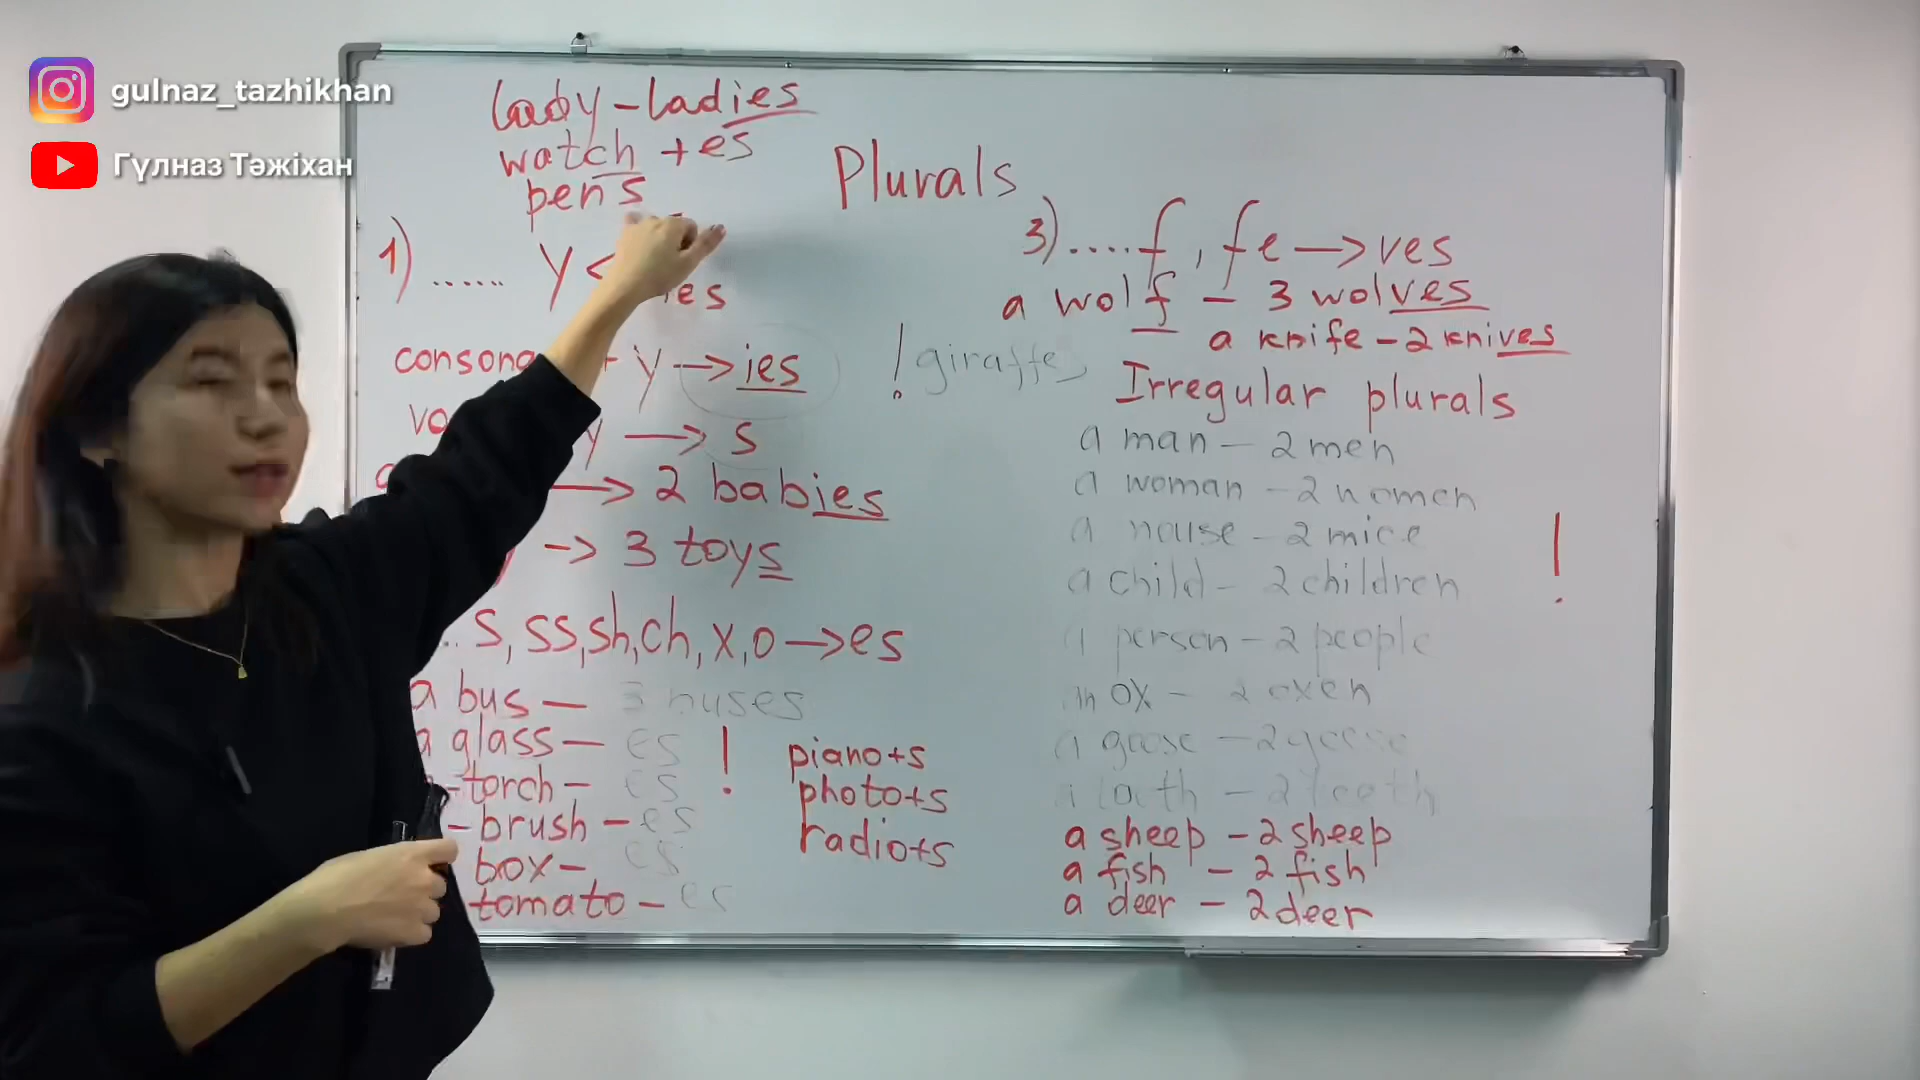 gulnaz_tazhikhan
Гүлназ Тәжіхан
lady - ladies
watch + es
pens
Plurals
1) ...... y <
ies
y → ies
y → s
→ 2 babies
→ 3 toys
s, ss, sh, ch, x, o → es
a bus — 3 buses
a glass — es
torch — es
brush — es
box — es
tomato — es
!
piano+s
photo+s
radio+s
3) .... f, fe → ves
a wolf — 3 wolves
a knife — 2 knives
! giraffes
Irregular plurals
a man — 2 men
a woman — 2 women
a mouse — 2 mice
a child — 2 children
!
a person — 2 people
an ox — 2 oxen
a goose — 2 geese
a tooth — 2 teeth
a sheep — 2 sheep
a fish — 2 fish
a deer — 2 deer